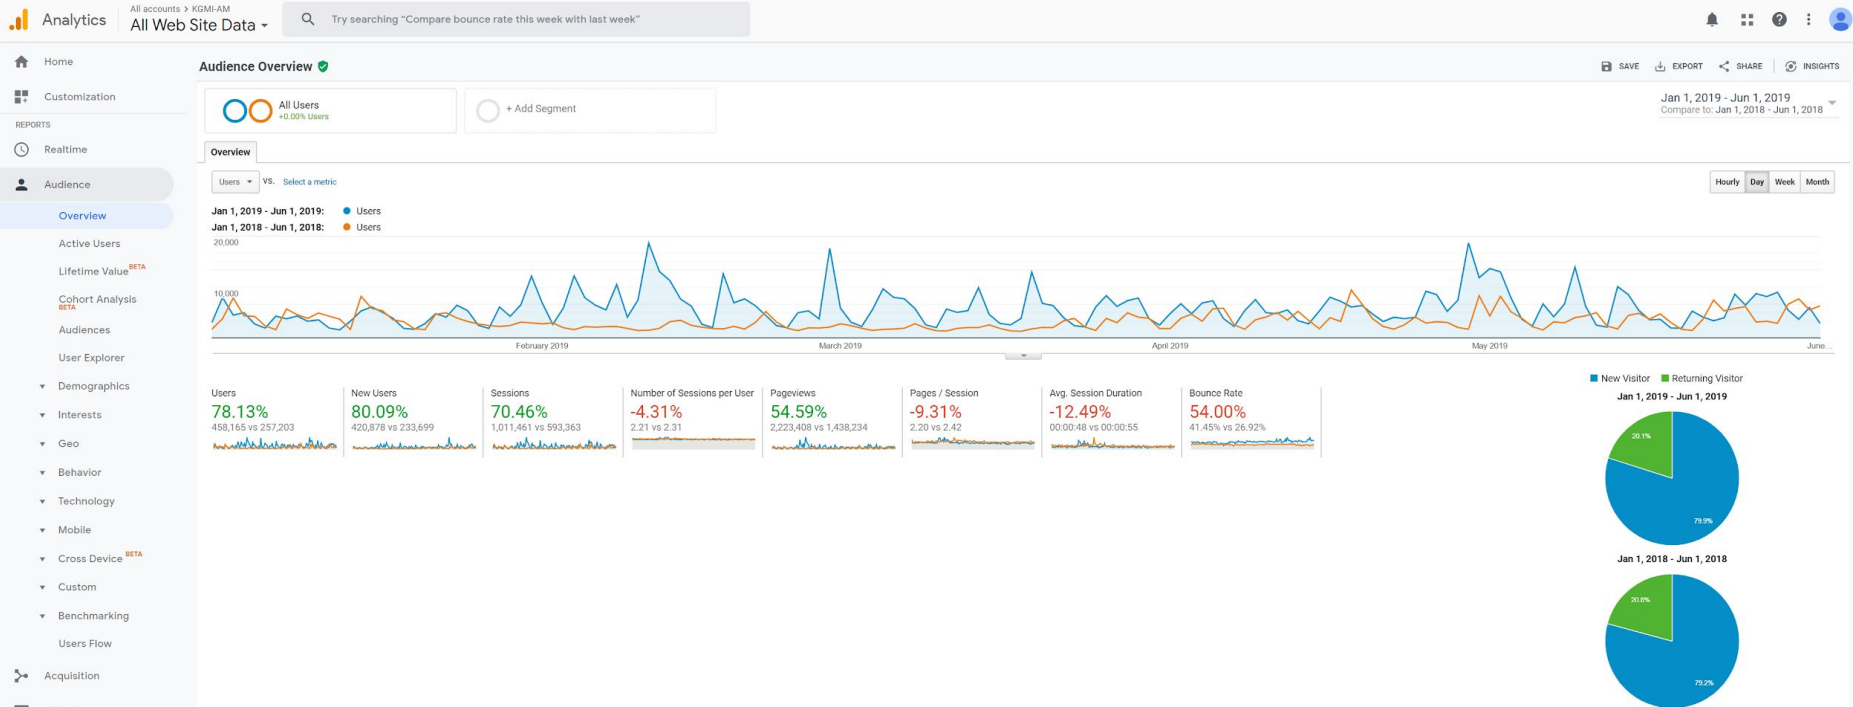 Analytics
All accounts > KGMI-AM
All Web Site Data
Try searching “Compare bounce rate this week with last week”
Home
Customization
REPORTS
Realtime
Audience
Overview
Active Users
Lifetime Value BETA
Cohort Analysis
BETA
Audiences
User Explorer
Demographics
Interests
Geo
Behavior
Technology
Mobile
Cross Device BETA
Custom
Benchmarking
Users Flow
Acquisition
Audience Overview
SAVE
EXPORT
SHARE
INSIGHTS
All Users
+0.00% Users
+ Add Segment
Jan 1, 2019 - Jun 1, 2019
Compare to: Jan 1, 2018 - Jun 1, 2018
Overview
Users VS. Select a metric
Hourly Day Week Month
Jan 1, 2019 - Jun 1, 2019: Users
Jan 1, 2018 - Jun 1, 2018: Users
20,000
10,000
February 2019 March 2019 April 2019 May 2019 June...
Users
78.13%
458,165 vs 257,203
New Users
80.09%
420,878 vs 233,699
Sessions
70.46%
1,011,461 vs 593,363
Number of Sessions per User
-4.31%
2.21 vs 2.31
Pageviews
54.59%
2,223,408 vs 1,438,234
Pages / Session
-9.31%
2.20 vs 2.42
Avg. Session Duration
-12.49%
00:00:48 vs 00:00:55
Bounce Rate
54.00%
41.45% vs 26.92%
New Visitor Returning Visitor
Jan 1, 2019 - Jun 1, 2019
20.1%
79.9%
Jan 1, 2018 - Jun 1, 2018
20.8%
79.2%